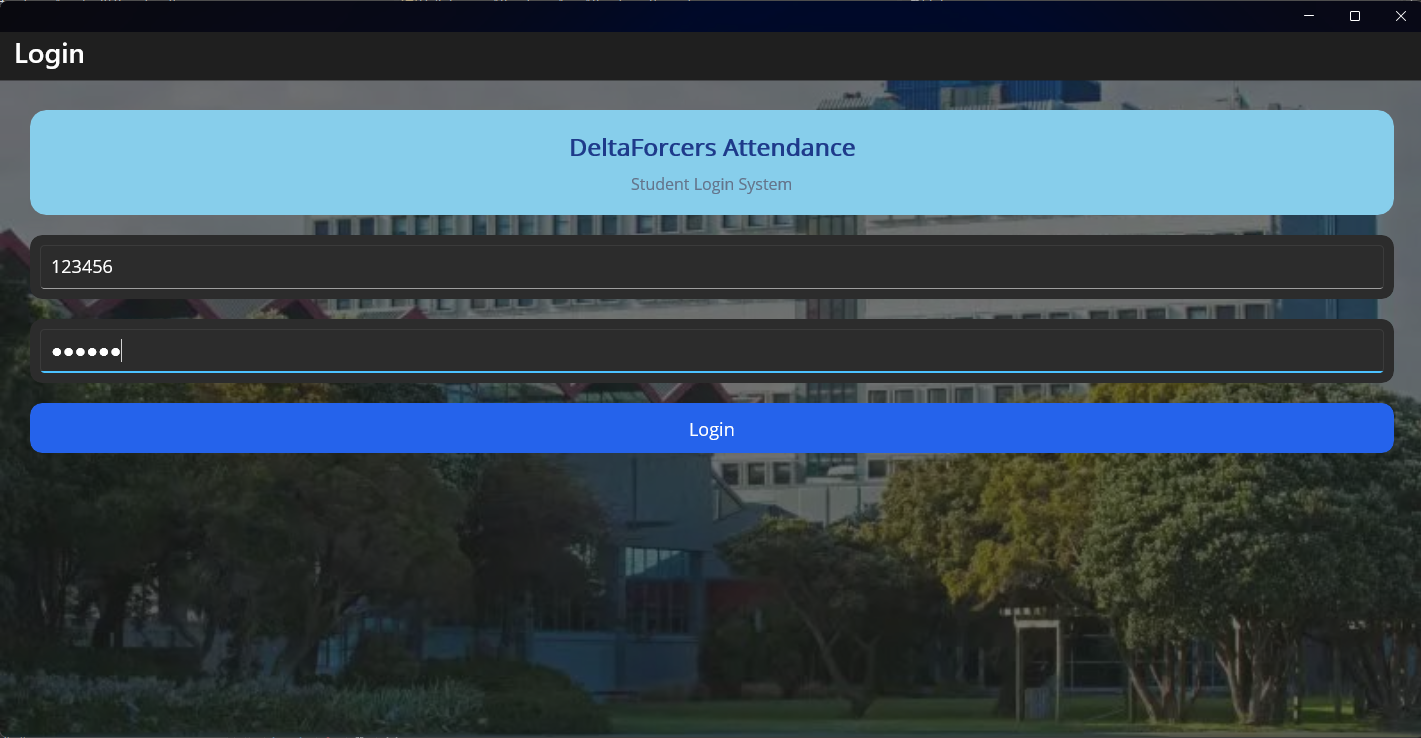 Login
DeltaForcers Attendance
Student Login System
123456
●●●●●●
Login